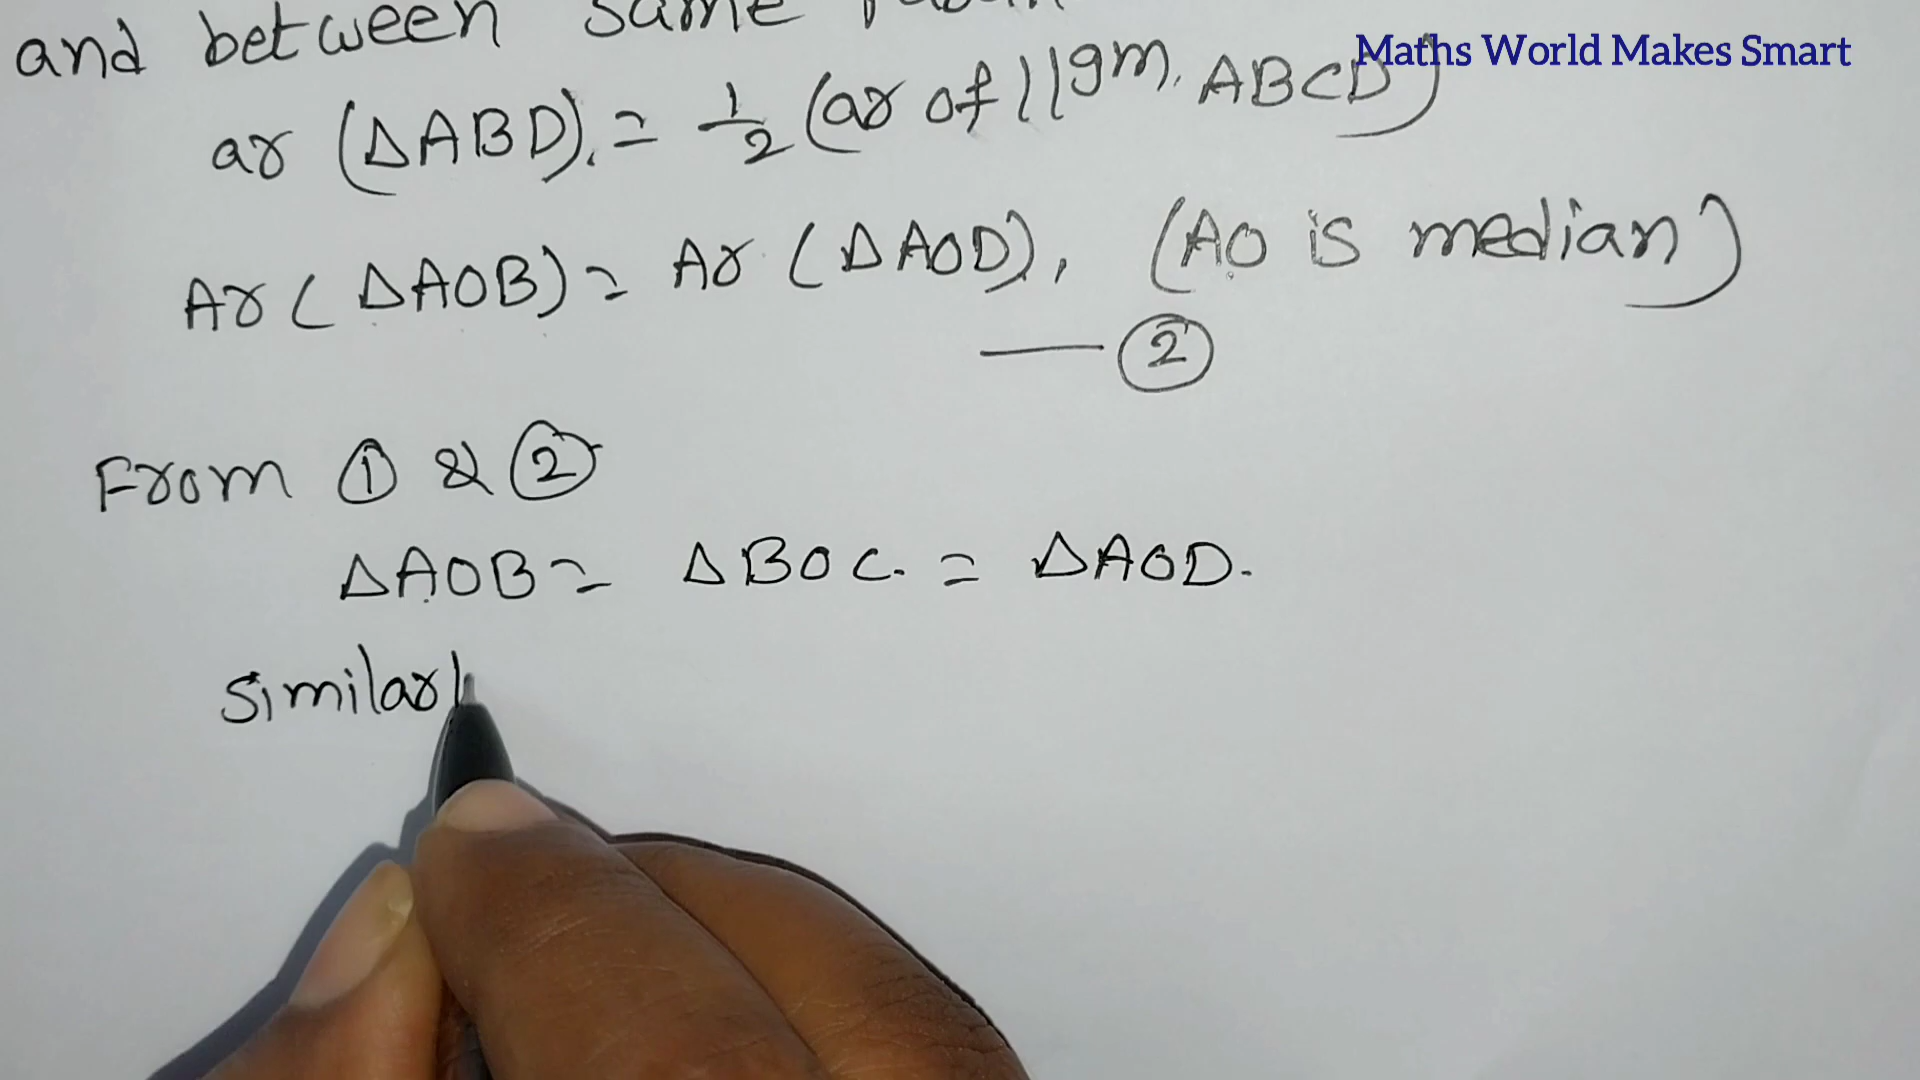 and between same
Maths World Makes Smart
ar (ΔABD). = 1/2 (ar of ||gm. ABCD)
Ar (ΔAOB) = Ar (ΔAOD), (AO is median)
— ②
From ① & ②
ΔAOB = ΔBOC. = ΔAOD.
Similarl